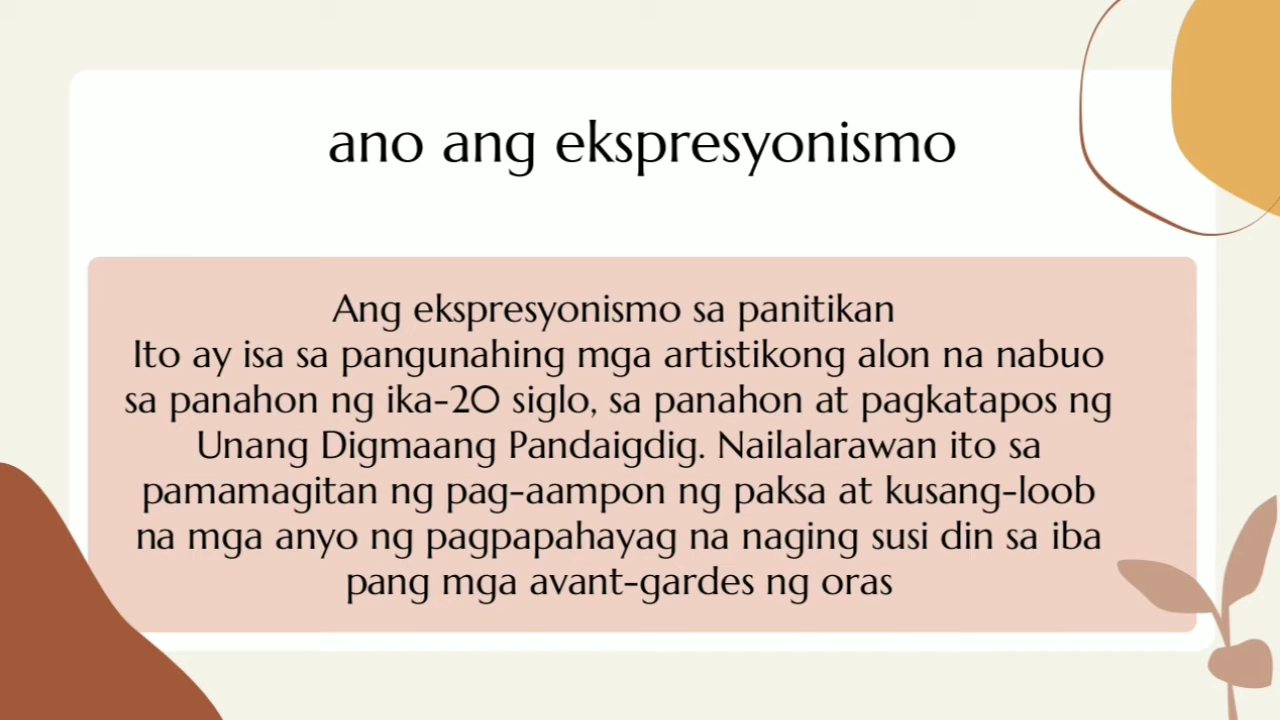 ano ang ekspresyonismo
Ang ekspresyonismo sa panitikan
Ito ay isa sa pangunahing mga artistikong alon na nabuo
sa panahon ng ika-20 siglo, sa panahon at pagkatapos ng
Unang Digmaang Pandaigdig. Nailalarawan ito sa
pamamagitan ng pag-aampon ng paksa at kusang-loob
na mga anyo ng pagpapahayag na naging susi din sa iba
pang mga avant-gardes ng oras